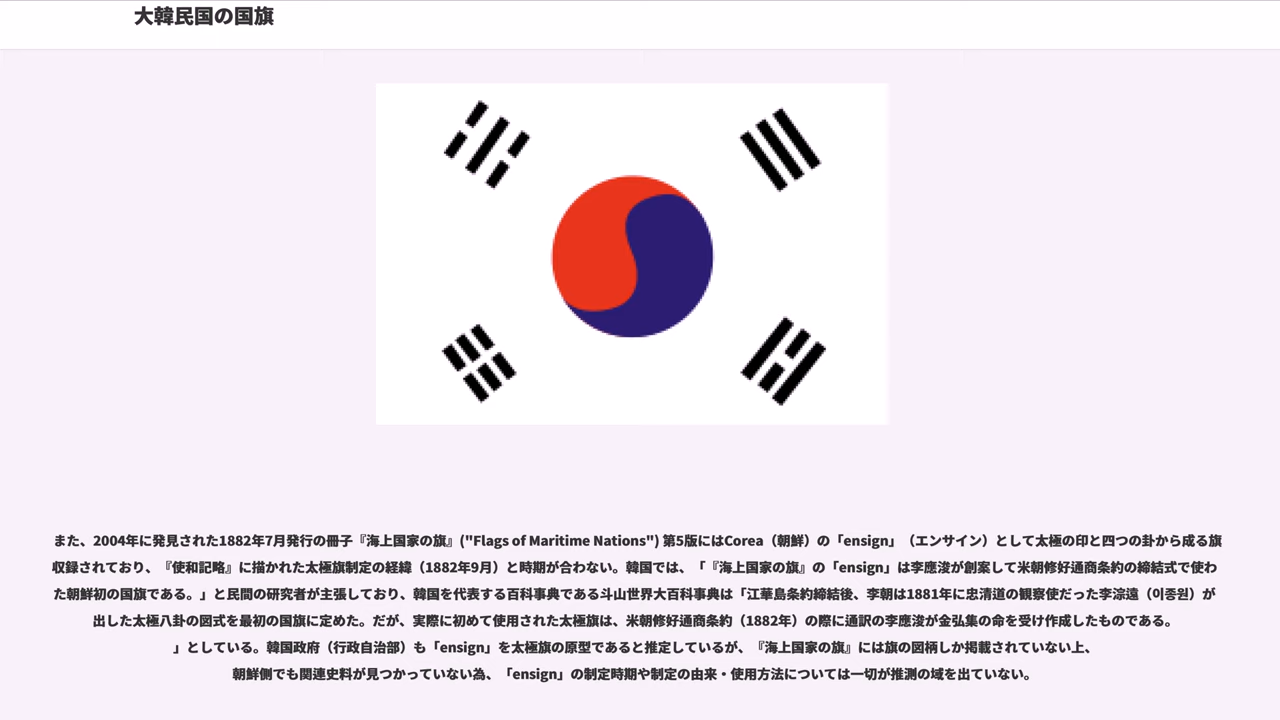 大韓民国の国旗
また、2004年に発見された1882年7月発行の冊子『海上国家の旗』("Flags of Maritime Nations") 第5版にはCorea（朝鮮）の「ensign」（エンサイン）として太極の印と四つの卦から成る旗
収録されており、『使和記略』に描かれた太極旗制定の経緯（1882年9月）と時期が合わない。韓国では、「『海上国家の旗』の「ensign」は李應浚が創案して米朝修好通商条約の締結式で使わ
た朝鮮初の国旗である。」と民間の研究者が主張しており、韓国を代表する百科事典である斗山世界大百科事典は「江華島条約締結後、李朝は1881年に忠清道の観察使だった李淙遠（이종원）が
出した太極八卦の図式を最初の国旗に定めた。だが、実際に初めて使用された太極旗は、米朝修好通商条約（1882年）の際に通訳の李應浚が金弘集の命を受け作成したものである。
」としている。韓国政府（行政自治部）も「ensign」を太極旗の原型であると推定しているが、『海上国家の旗』には旗の図柄しか掲載されていない上、
朝鮮側でも関連史料が見つかっていない為、「ensign」の制定時期や制定の由来・使用方法については一切が推測の域を出ていない。